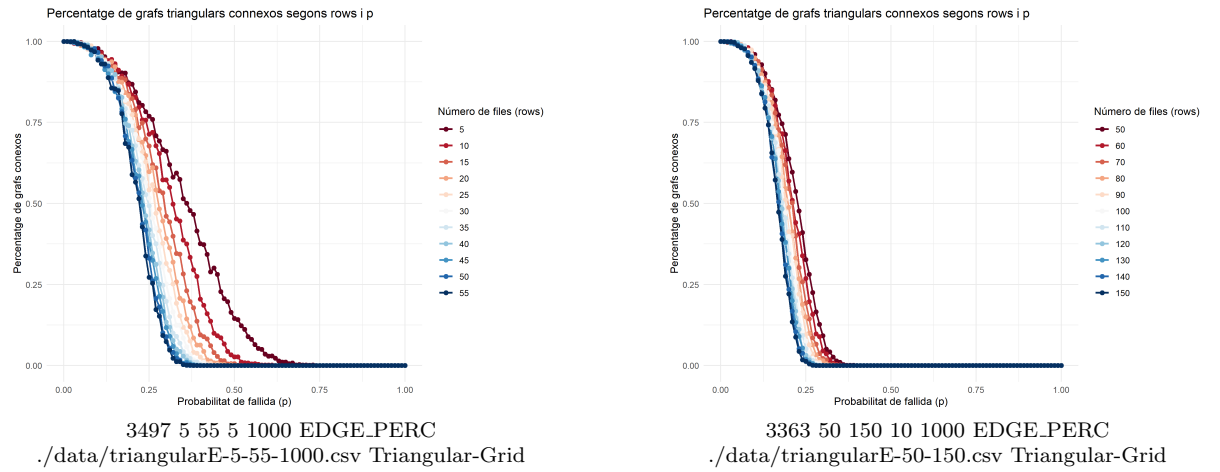 Percentatge de grafs triangulars connexos segons rows i p
Percentatge de grafs conexos
1.00
0.75
0.50
0.25
0.00
0.00 0.25 0.50 0.75 1.00
Probabilitat de fallida (p)
Número de files (rows)
5
10
15
20
25
30
35
40
45
50
55
3497 5 55 5 1000 EDGE_PERC
./data/triangularE-5-55-1000.csv Triangular-Grid
Percentatge de grafs triangulars connexos segons rows i p
Percentatge de grafs conexos
1.00
0.75
0.50
0.25
0.00
0.00 0.25 0.50 0.75 1.00
Probabilitat de fallida (p)
Número de files (rows)
50
60
70
80
90
100
110
120
130
140
150
3363 50 150 10 1000 EDGE_PERC
./data/triangularE-50-150.csv Triangular-Grid